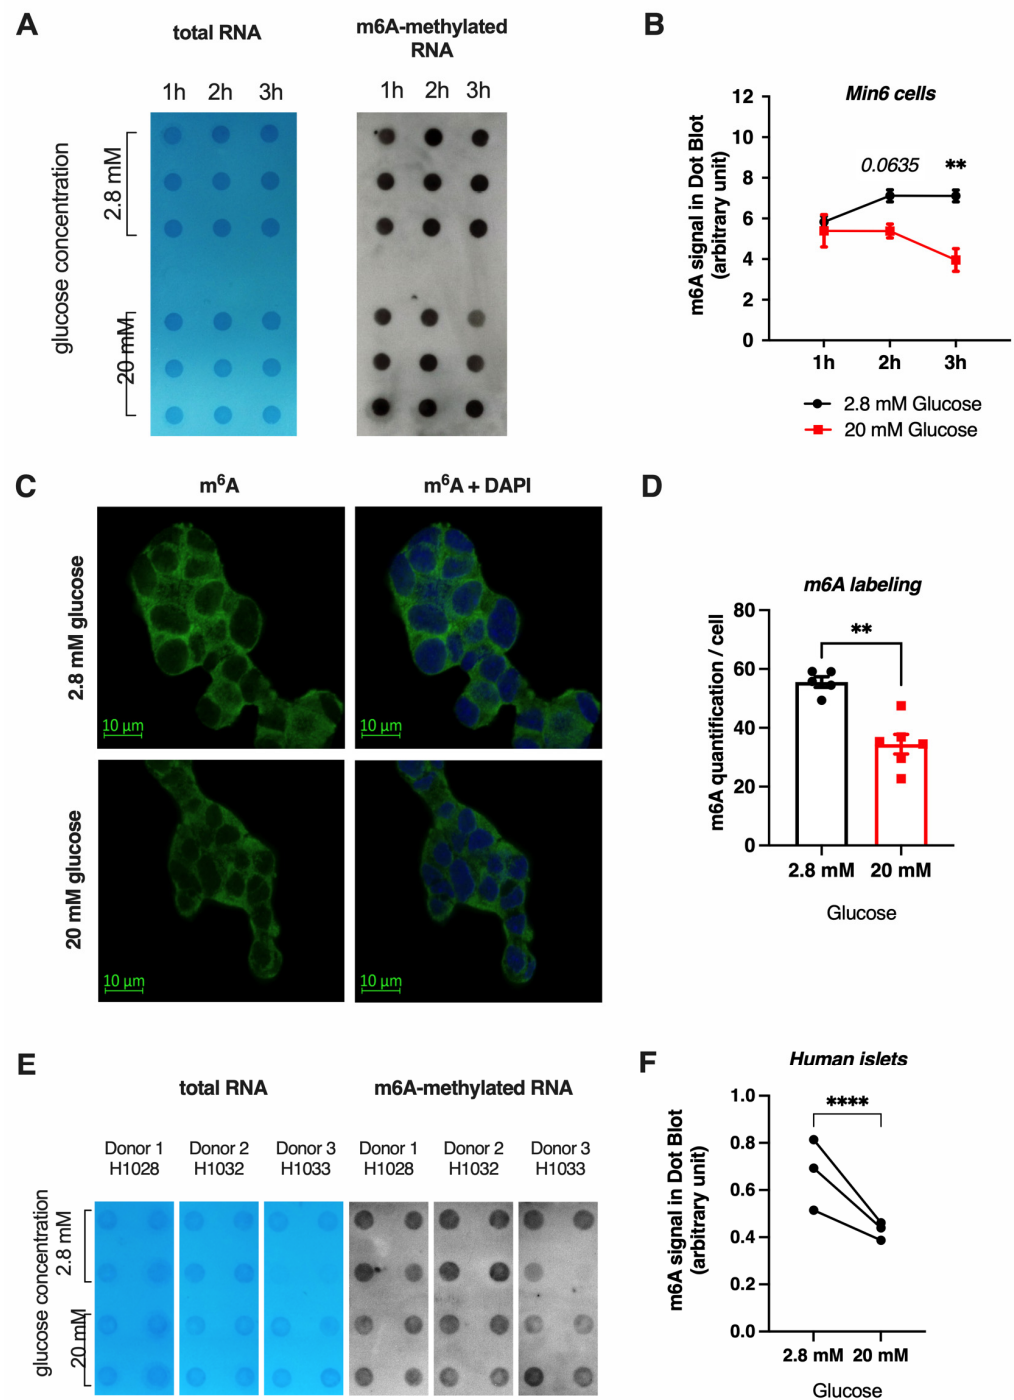 A
total RNA
m6A-methylated
RNA
1h 2h 3h
1h 2h 3h
glucose concentration
2.8 mM
20 mM
B
Min6 cells
m6A signal in Dot Blot
(arbitrary unit)
12
10
8
6
4
2
0
0.0635
**
1h 2h 3h
2.8 mM Glucose
20 mM Glucose
C
m⁶A
m⁶A + DAPI
2.8 mM glucose
10 µm
10 µm
20 mM glucose
10 µm
10 µm
D
m6A labeling
m6A quantification / cell
80
60
40
20
0
**
2.8 mM 20 mM
Glucose
E
total RNA
m6A-methylated RNA
Donor 1 Donor 2 Donor 3 Donor 1 Donor 2 Donor 3
H1028 H1032 H1033 H1028 H1032 H1033
glucose concentration
2.8 mM
20 mM
F
Human islets
m6A signal in Dot Blot
(arbitrary unit)
1.0
0.8
0.6
0.4
0.2
0.0
****
2.8 mM 20 mM
Glucose